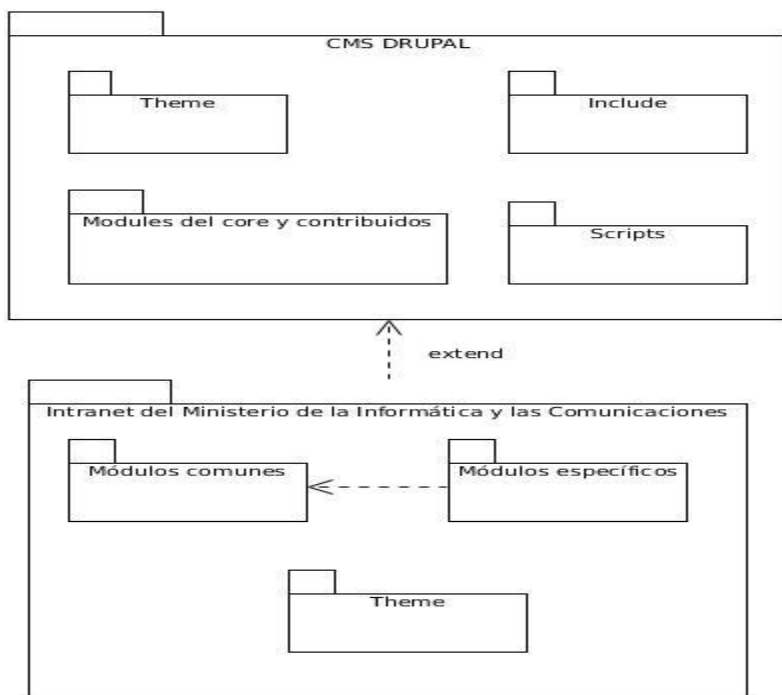 CMS DRUPAL
Theme
Include
Modules del core y contribuidos
Scripts
extend
Intranet del Ministerio de la Informática y las Comunicaciones
Módulos comunes
Módulos específicos
Theme